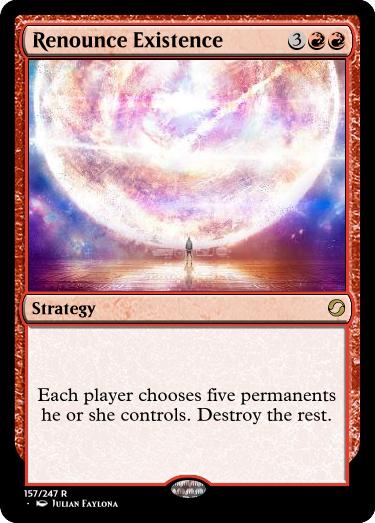 Renounce Existence 3
Strategy
Each player chooses five permanents
he or she controls. Destroy the rest.
157/247 R
· Julian Faylona